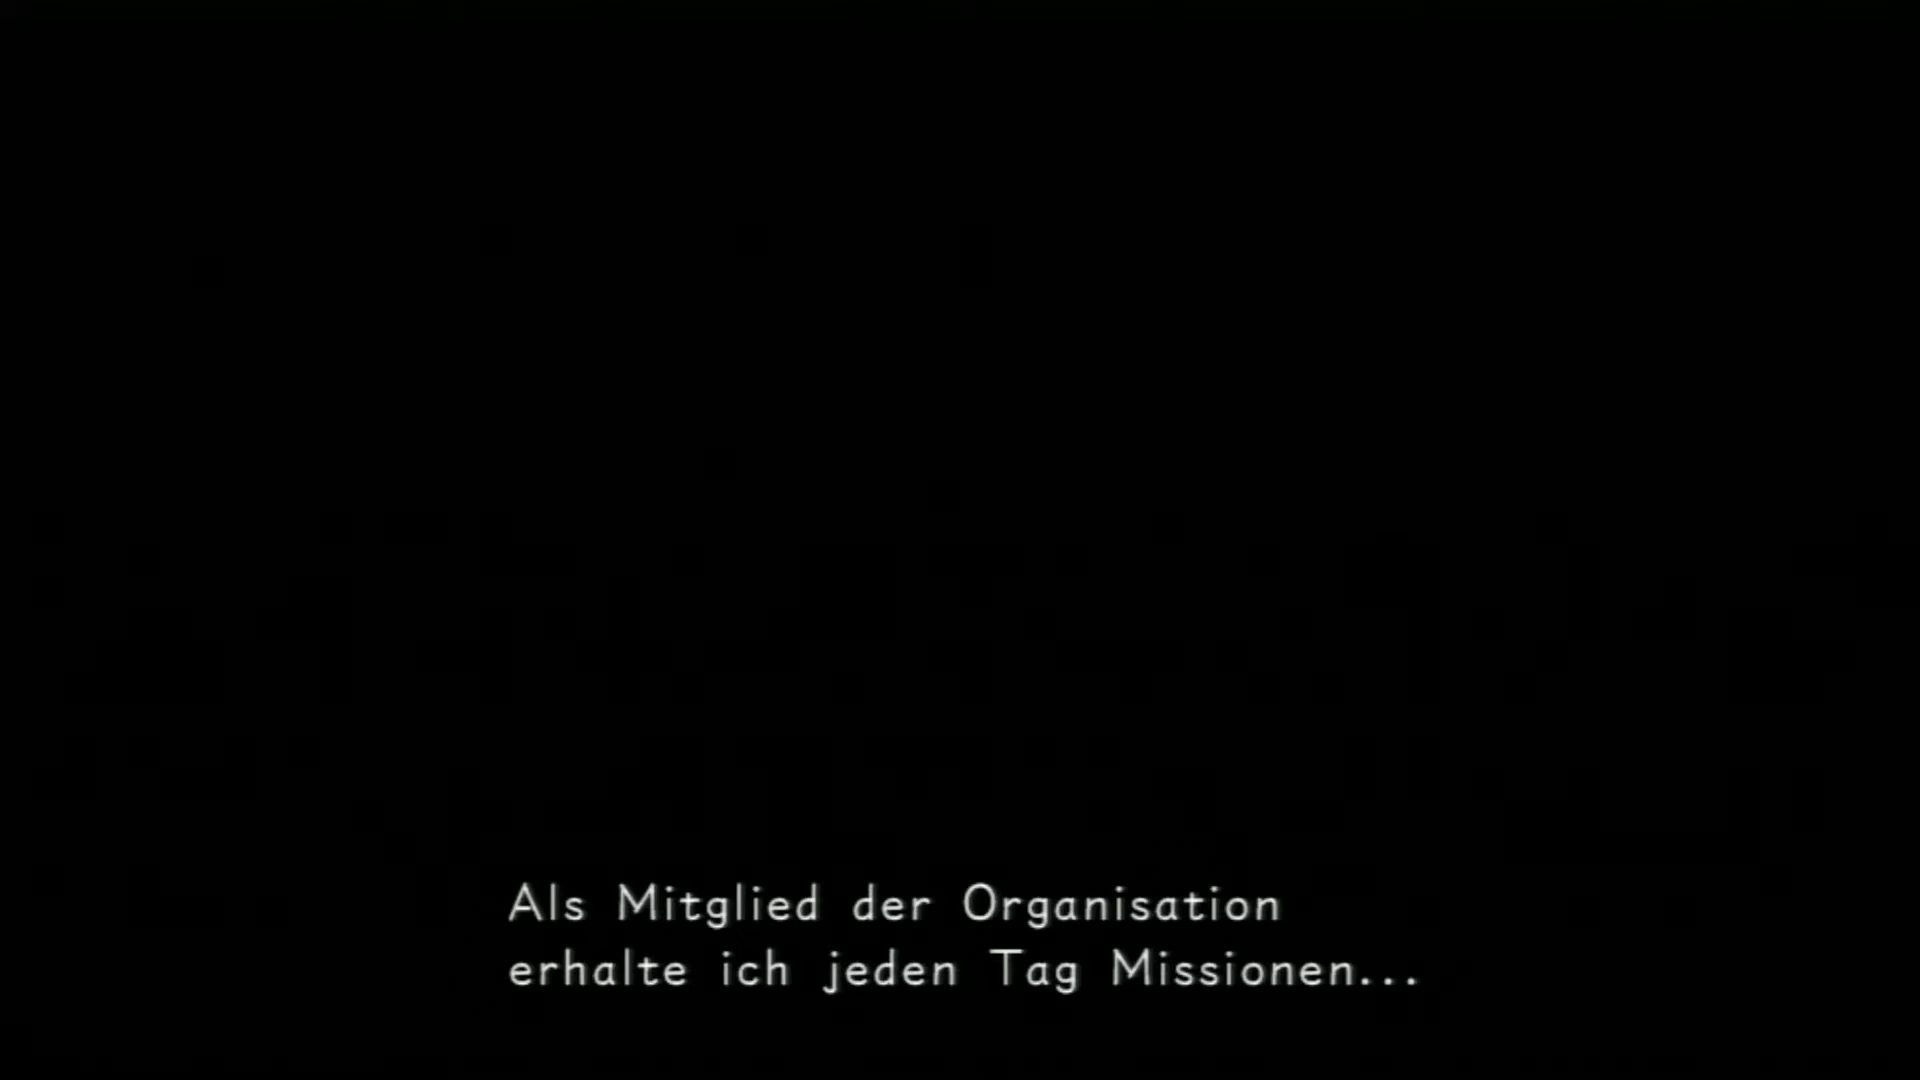 Als Mitglied der Organisation
erhalte ich jeden Tag Missionen...